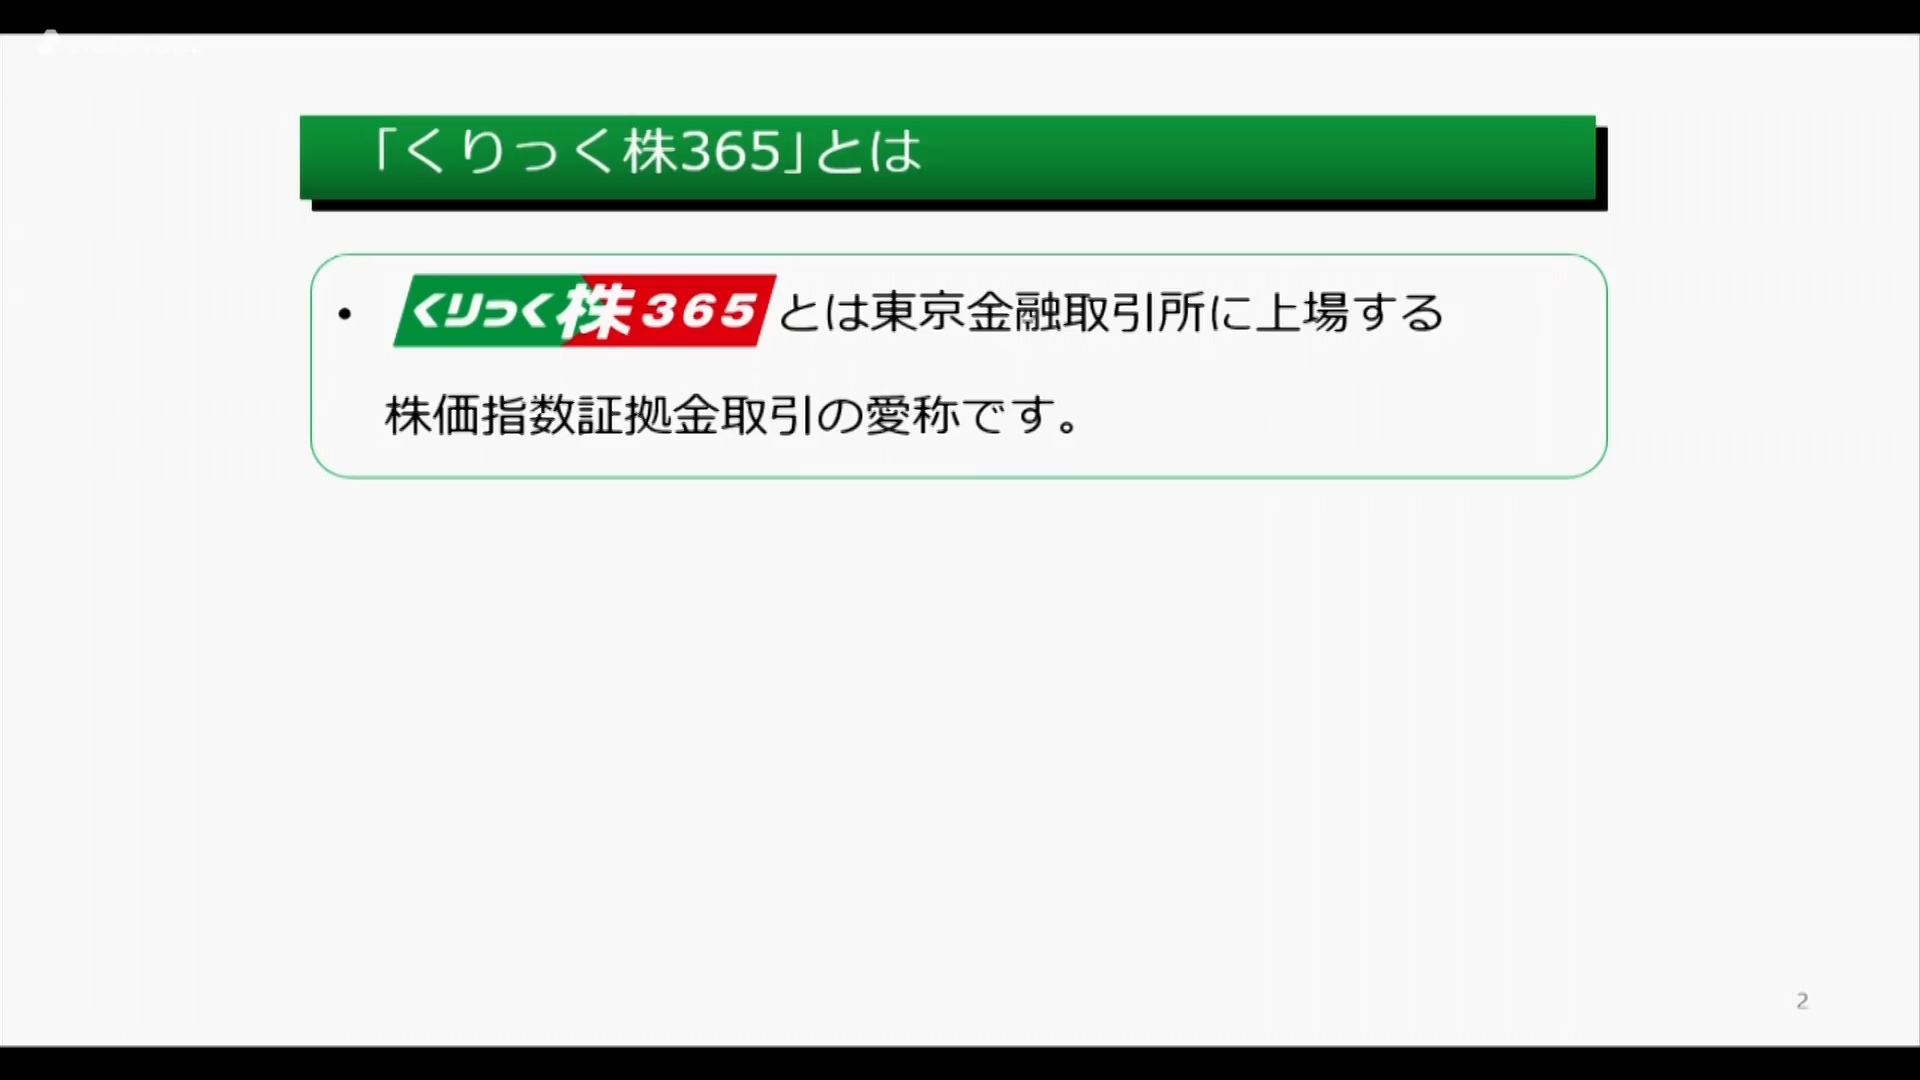 「くりっく株365」とは
• くりっく株365とは東京金融取引所に上場する
株価指数証拠金取引の愛称です。
2